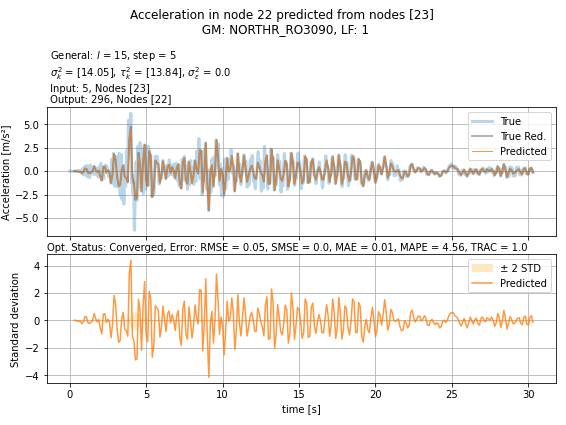 Acceleration in node 22 predicted from nodes [23]
GM: NORTHR_RO3090, LF: 1
General: l = 15, step = 5
σ²ₖ = [14.05], τ²ₖ = [13.84], σ²ε = 0.0
Input: 5, Nodes [23]
Output: 296, Nodes [22]
Acceleration [m/s²]
5.0
2.5
0.0
−2.5
−5.0
True
True Red.
Predicted
Opt. Status: Converged, Error: RMSE = 0.05, SMSE = 0.0, MAE = 0.01, MAPE = 4.56, TRAC = 1.0
Standard deviation
4
2
0
−2
−4
± 2 STD
Predicted
0 5 10 15 20 25 30
time [s]